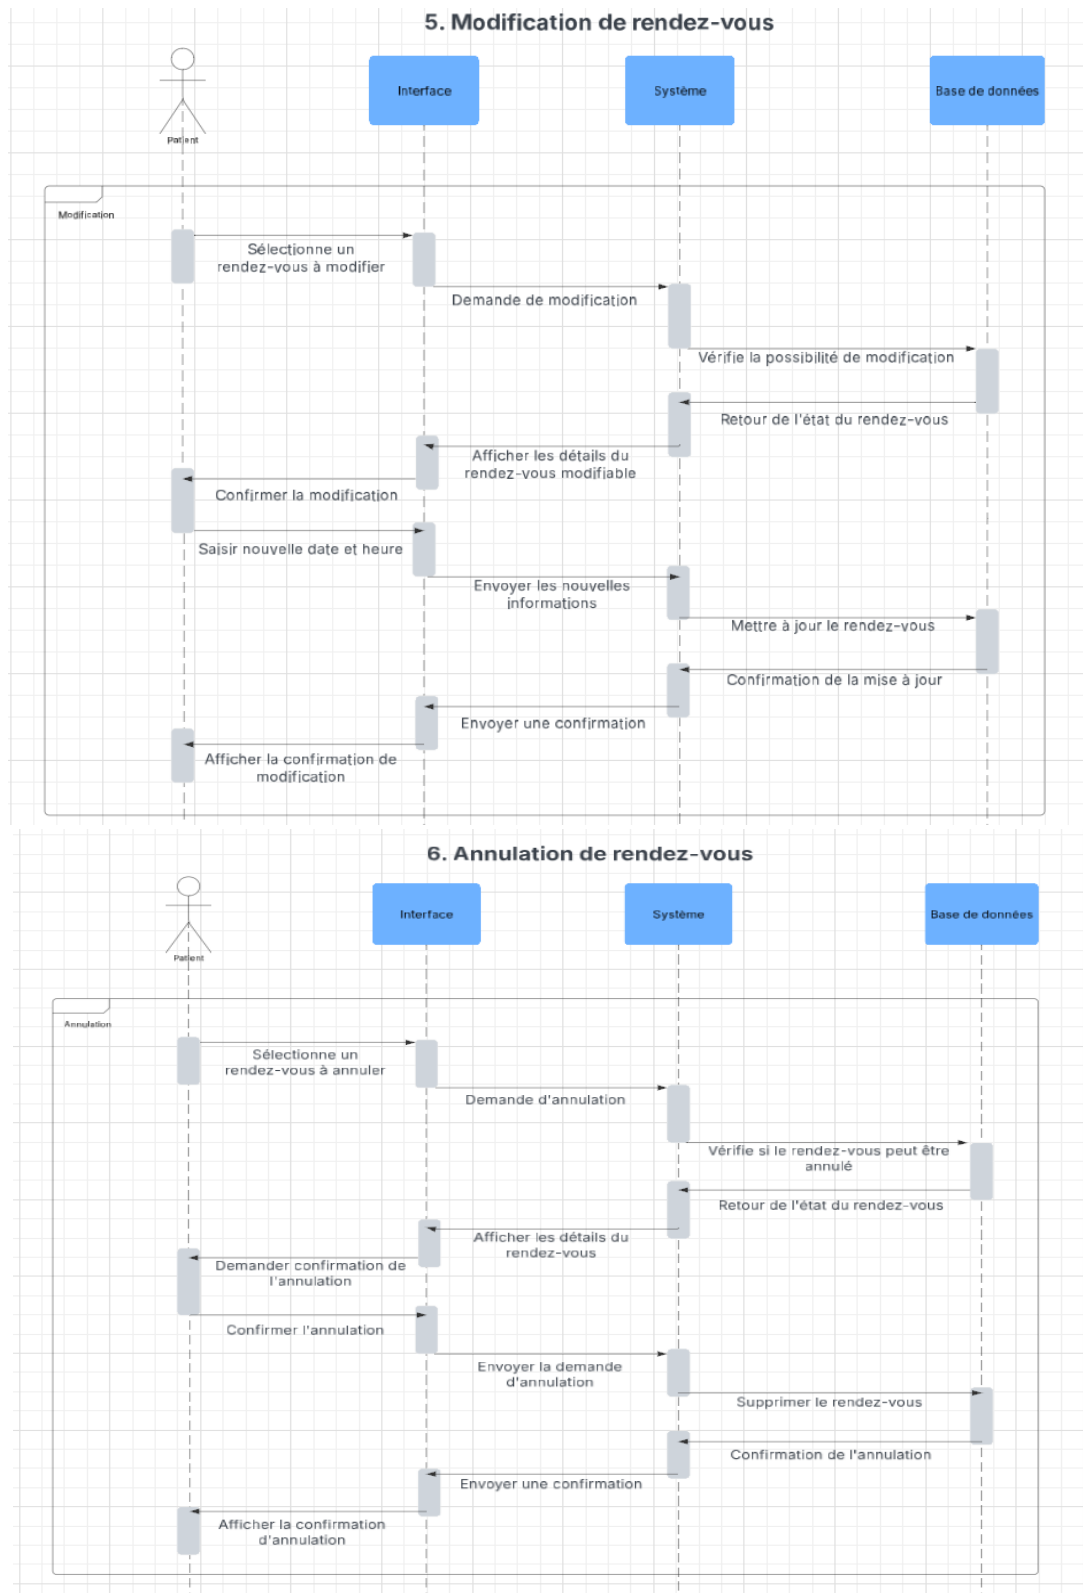 5. Modification de rendez-vous
Interface
Système
Base de données
Patient
Modification
Sélectionne un
rendez-vous à modifier
Demande de modification
Vérifie la possibilité de modification
Retour de l'état du rendez-vous
Afficher les détails du
rendez-vous modifiable
Confirmer la modification
Saisir nouvelle date et heure
Envoyer les nouvelles
informations
Mettre à jour le rendez-vous
Confirmation de la mise à jour
Envoyer une confirmation
Afficher la confirmation de
modification
6. Annulation de rendez-vous
Interface
Système
Base de données
Patient
Annulation
Sélectionne un
rendez-vous à annuler
Demande d'annulation
Vérifie si le rendez-vous peut être
annulé
Retour de l'état du rendez-vous
Afficher les détails du
rendez-vous
Demander confirmation de
l'annulation
Confirmer l'annulation
Envoyer la demande
d'annulation
Supprimer le rendez-vous
Confirmation de l'annulation
Envoyer une confirmation
Afficher la confirmation
d'annulation